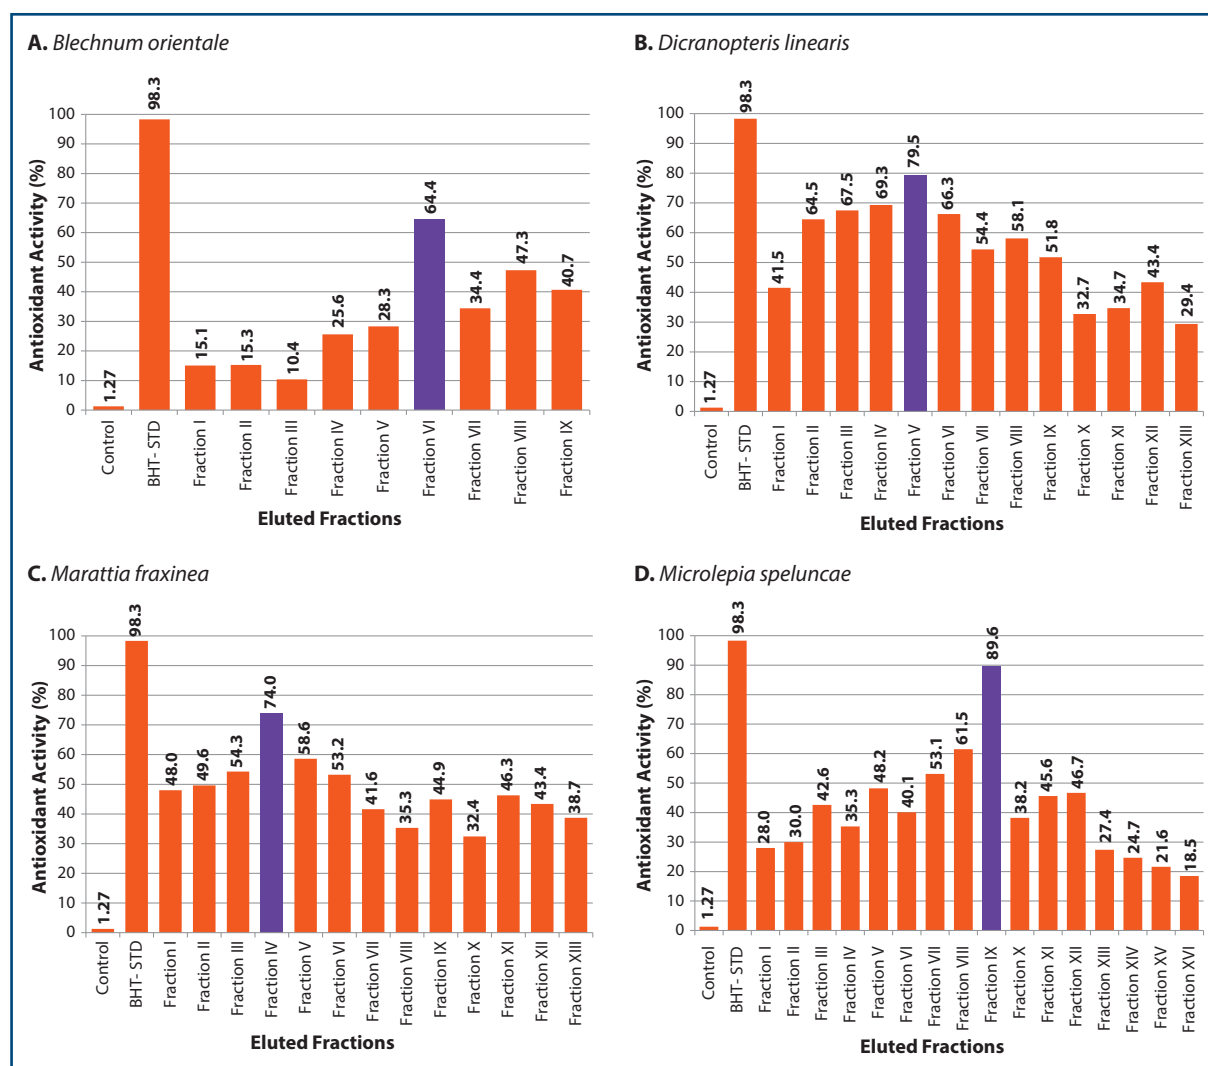 A. Blechnum orientale
Antioxidant Activity (%)
100
90
80
70
60
50
40
30
20
10
0
1.27
98.3
15.1
15.3
10.4
25.6
28.3
64.4
34.4
47.3
40.7
Control
BHT- STD
Fraction I
Fraction II
Fraction III
Fraction IV
Fraction V
Fraction VI
Fraction VII
Fraction VIII
Fraction IX
Eluted Fractions
B. Dicranopteris linearis
Antioxidant Activity (%)
100
90
80
70
60
50
40
30
20
10
0
1.27
98.3
41.5
64.5
67.5
69.3
79.5
66.3
54.4
58.1
51.8
32.7
34.7
43.4
29.4
Control
BHT- STD
Fraction I
Fraction II
Fraction III
Fraction IV
Fraction V
Fraction VI
Fraction VII
Fraction VIII
Fraction IX
Fraction X
Fraction XI
Fraction XII
Fraction XIII
Eluted Fractions
C. Marattia fraxinea
Antioxidant Activity (%)
100
90
80
70
60
50
40
30
20
10
0
1.27
98.3
48.0
49.6
54.3
74.0
58.6
53.2
41.6
35.3
44.9
32.4
46.3
43.4
38.7
Control
BHT- STD
Fraction I
Fraction II
Fraction III
Fraction IV
Fraction V
Fraction VI
Fraction VII
Fraction VIII
Fraction IX
Fraction X
Fraction XI
Fraction XII
Fraction XIII
Eluted Fractions
D. Microlepia speluncae
Antioxidant Activity (%)
100
90
80
70
60
50
40
30
20
10
0
1.27
98.3
28.0
30.0
42.6
35.3
48.2
40.1
53.1
61.5
89.6
38.2
45.6
46.7
27.4
24.7
21.6
18.5
Control
BHT- STD
Fraction I
Fraction II
Fraction III
Fraction IV
Fraction V
Fraction VI
Fraction VII
Fraction VIII
Fraction IX
Fraction X
Fraction XI
Fraction XII
Fraction XIII
Fraction XIV
Fraction XV
Fraction XVI
Eluted Fractions